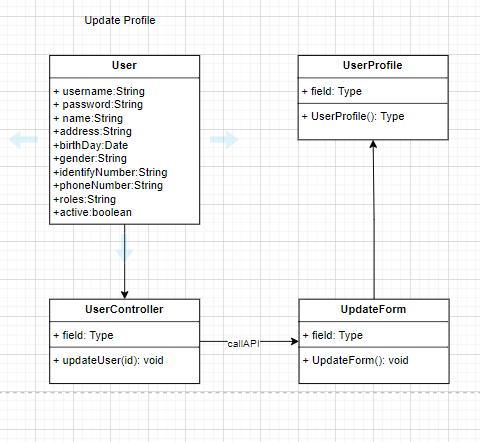 Update Profile
User
+ username:String
+ password:String
+ name:String
+address:String
+birthDay:Date
+gender:String
+identifyNumber:String
+phoneNumber:String
+roles:String
+active:boolean
UserProfile
+ field: Type
+ UserProfile(): Type
UserController
+ field: Type
+ updateUser(id): void
callAPI
UpdateForm
+ field: Type
+ UpdateForm(): void